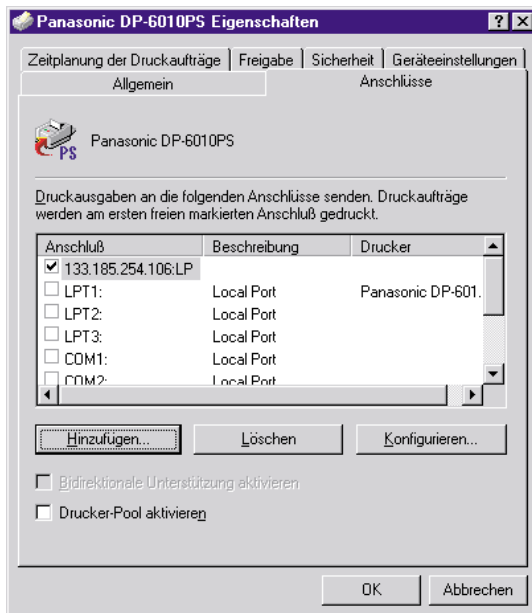 Panasonic DP-6010PS Eigenschaften
Zeitplanung der Druckaufträge Freigabe Sicherheit Geräteeinstellungen
Allgemein Anschlüsse
PS Panasonic DP-6010PS
Druckausgaben an die folgenden Anschlüsse senden. Druckaufträge
werden am ersten freien markierten Anschluß gedruckt.
Anschluß Beschreibung Drucker
133.185.254.106:LP
LPT1: Local Port Panasonic DP-601.
LPT2: Local Port
LPT3: Local Port
COM1: Local Port
COM2: Local Port
Hinzufügen... Löschen Konfigurieren...
Bidirektionale Unterstützung aktivieren
Drucker-Pool aktivieren
OK Abbrechen